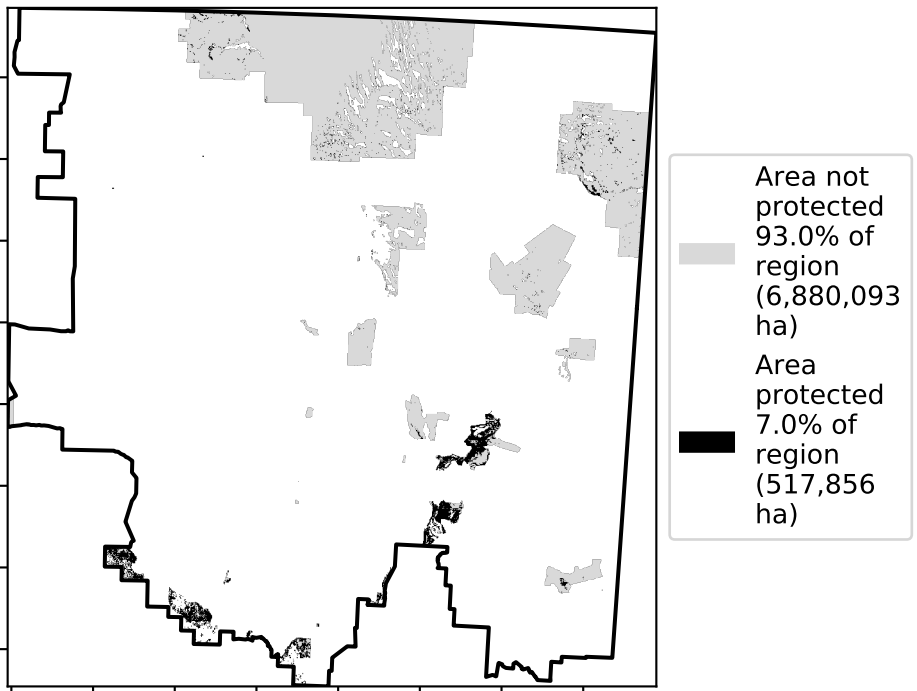 Area not
protected
93.0% of
region
(6,880,093
ha)
Area
protected
7.0% of
region
(517,856
ha)